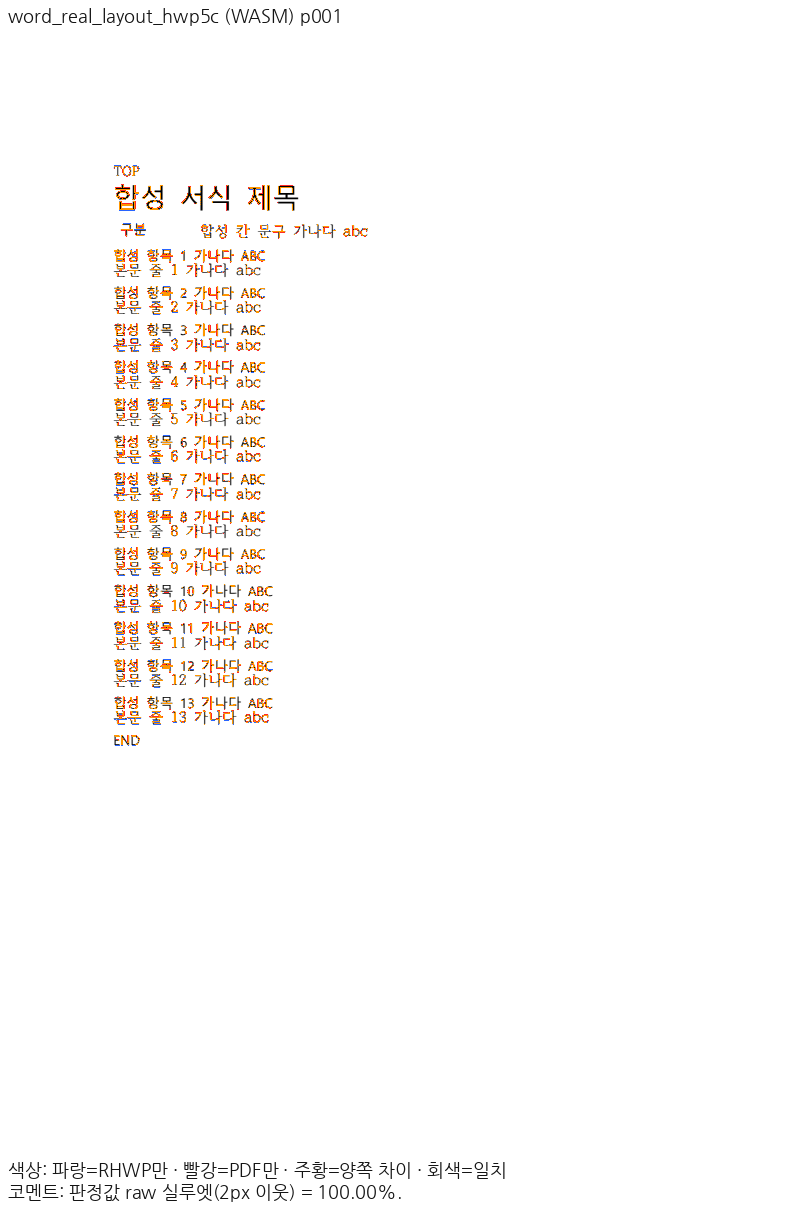 word_real_layout_hwp5c (WASM) p001
TOP
합성 서식 제목
구분 합성 칸 문구 가나다 abc
합성 항목 1 가나다 ABC
본문 줄 1 가나다 abc
합성 항목 2 가나다 ABC
본문 줄 2 가나다 abc
합성 항목 3 가나다 ABC
본문 줄 3 가나다 abc
합성 항목 4 가나다 ABC
본문 줄 4 가나다 abc
합성 항목 5 가나다 ABC
본문 줄 5 가나다 abc
합성 항목 6 가나다 ABC
본문 줄 6 가나다 abc
합성 항목 7 가나다 ABC
본문 줄 7 가나다 abc
합성 항목 8 가나다 ABC
본문 줄 8 가나다 abc
합성 항목 9 가나다 ABC
본문 줄 9 가나다 abc
합성 항목 10 가나다 ABC
본문 줄 10 가나다 abc
합성 항목 11 가나다 ABC
본문 줄 11 가나다 abc
합성 항목 12 가나다 ABC
본문 줄 12 가나다 abc
합성 항목 13 가나다 ABC
본문 줄 13 가나다 abc
END
색상: 파랑=RHWP만 · 빨강=PDF만 · 주황=양쪽 차이 · 회색=일치
코멘트: 판정값 raw 실루엣(2px 이웃) = 100.00%.